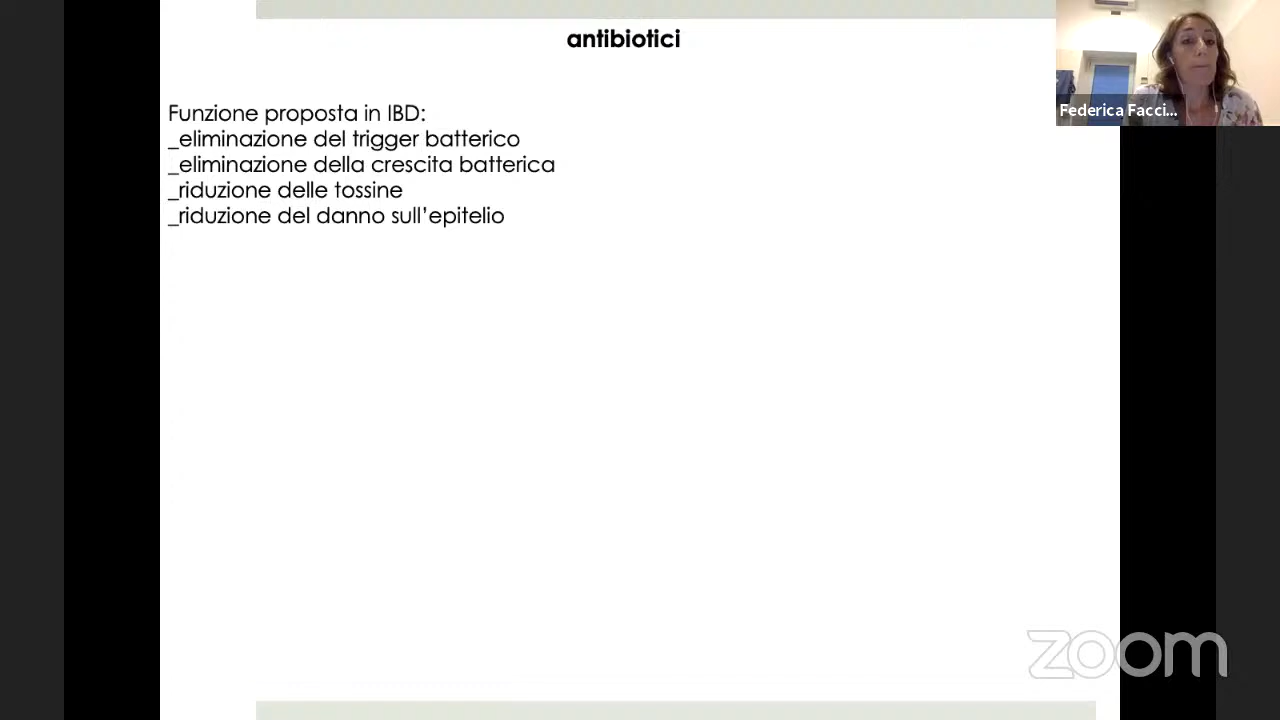 antibiotici
Federica Facci...
Funzione proposta in IBD:
_eliminazione del trigger batterico
_eliminazione della crescita batterica
_riduzione delle tossine
_riduzione del danno sull’epitelio
zoom